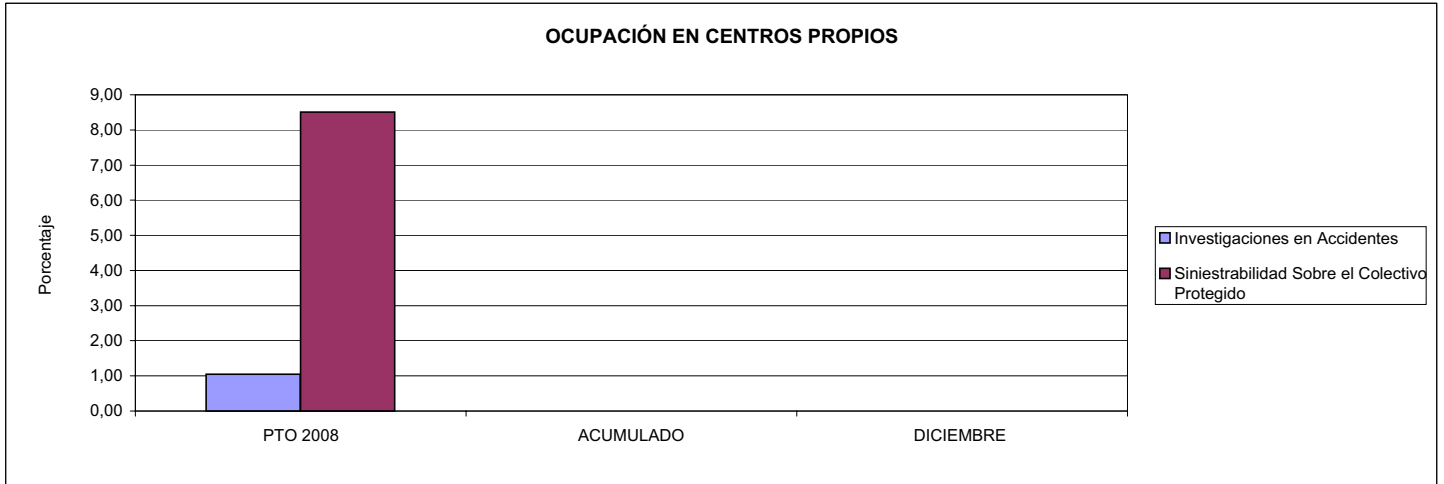 OCUPACIÓN EN CENTROS PROPIOS
9,00
8,00
7,00
6,00
5,00
4,00
3,00
2,00
1,00
0,00
Porcentaje
PTO 2008
ACUMULADO
DICIEMBRE
Investigaciones en Accidentes
Siniestrabilidad Sobre el Colectivo
Protegido